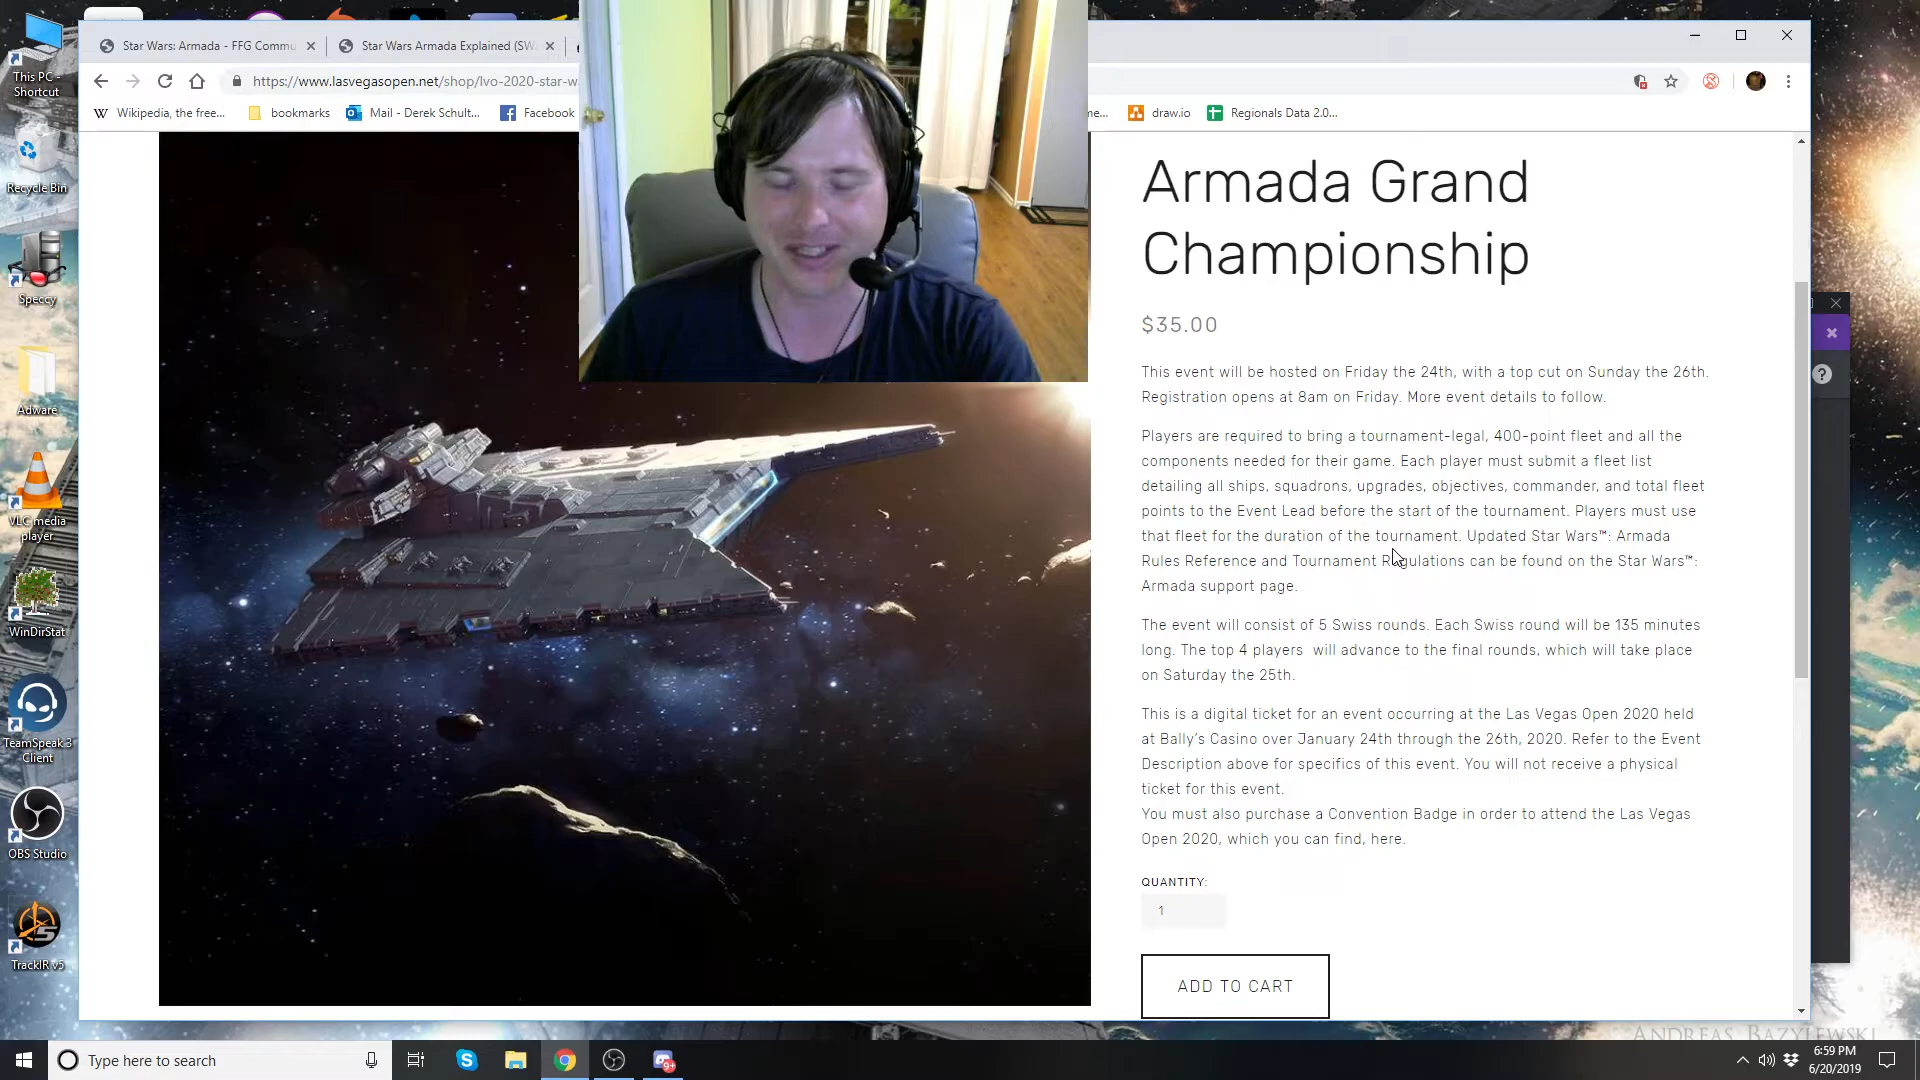 This PC -
Shortcut
Recycle Bin
Speccy
Adware
VLC media
player
WinDirStat
TeamSpeak 3
Client
OBS Studio
TrackIR v5
Star Wars: Armada - FFG Commu
Star Wars Armada Explained (SW
https://www.lasvegasopen.net/shop/lvo-2020-star-w
Wikipedia, the free...
bookmarks
Mail - Derek Schult...
Facebook
me...
draw.io
Regionals Data 2.0...
Armada Grand
Championship
$35.00
This event will be hosted on Friday the 24th, with a top cut on Sunday the 26th.
Registration opens at 8am on Friday. More event details to follow.
Players are required to bring a tournament-legal, 400-point fleet and all the
components needed for their game. Each player must submit a fleet list
detailing all ships, squadrons, upgrades, objectives, commander, and total fleet
points to the Event Lead before the start of the tournament. Players must use
that fleet for the duration of the tournament. Updated Star Wars™: Armada
Rules Reference and Tournament Regulations can be found on the Star Wars™:
Armada support page.
The event will consist of 5 Swiss rounds. Each Swiss round will be 135 minutes
long. The top 4 players will advance to the final rounds, which will take place
on Saturday the 25th.
This is a digital ticket for an event occurring at the Las Vegas Open 2020 held
at Bally's Casino over January 24th through the 26th, 2020. Refer to the Event
Description above for specifics of this event. You will not receive a physical
ticket for this event.
You must also purchase a Convention Badge in order to attend the Las Vegas
Open 2020, which you can find, here.
QUANTITY:
1
ADD TO CART
ANDREAS BAZYLEWSKI
Type here to search
9+
6:59 PM
6/20/2019